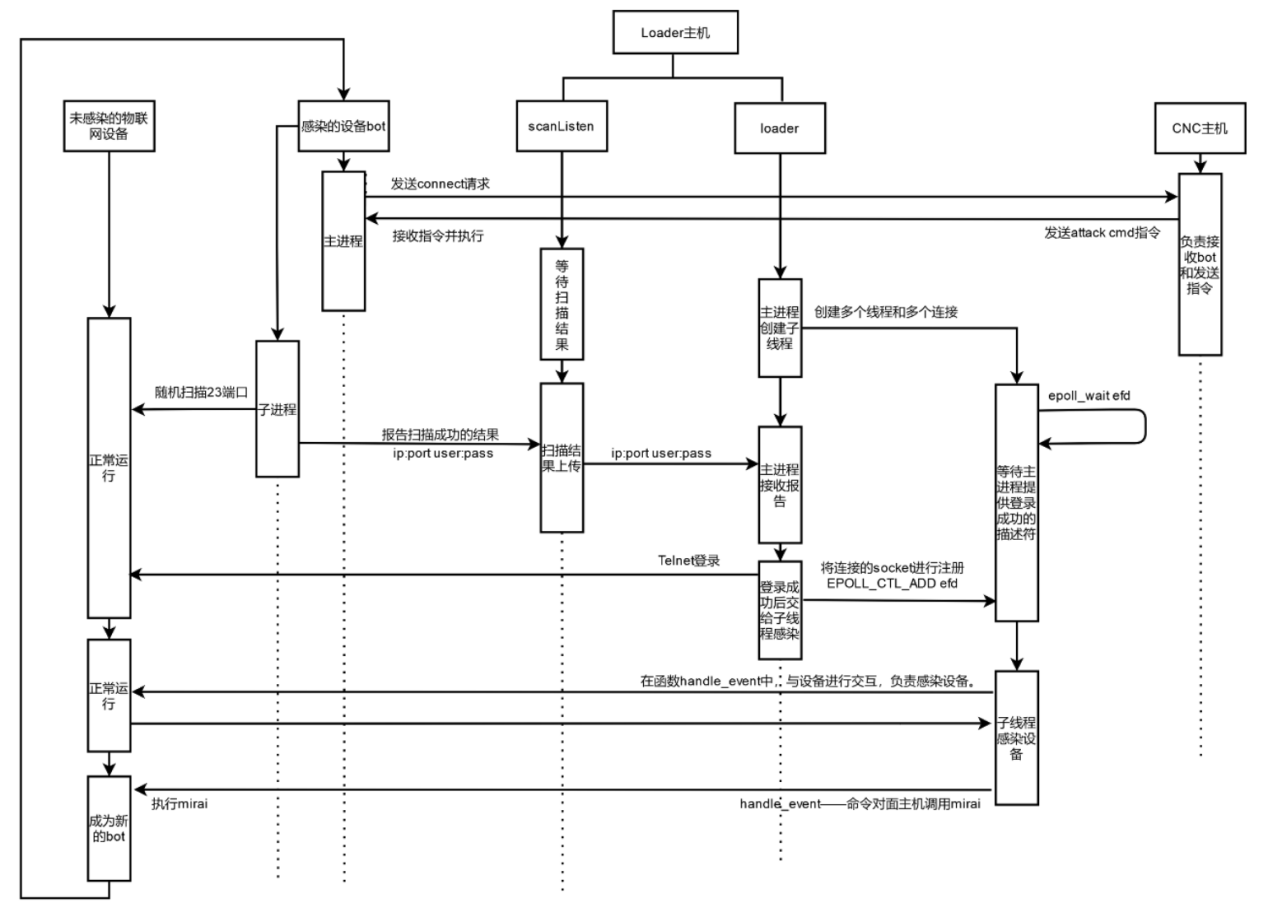 Loader主机
未感染的物联
网设备
感染的设备bot
scanListen
loader
CNC主机
发送connect请求
主进程
接收指令并执行
发送attack cmd指令
负责接
收bot
和发送
指令
等
待
扫
描
结
果
主进程
创建子
线程
创建多个线程和多个连接
随机扫描23端口
子进程
epoll_wait efd
报告扫描成功的结果
ip:port user:pass
扫描结
果上传
ip:port user:pass
主进程
接收报
告
正常运
行
等待主
进程提
供登录
成功的
描述符
Telnet登录
登录成
功后交
给子线
程感染
将连接的socket进行注册
EPOLL_CTL_ADD efd
正常运
行
在函数handle_event中，与设备进行交互，负责感染设备。
子线程
感染设
备
执行mirai
handle_event——命令对面主机调用mirai
成为新
的bot